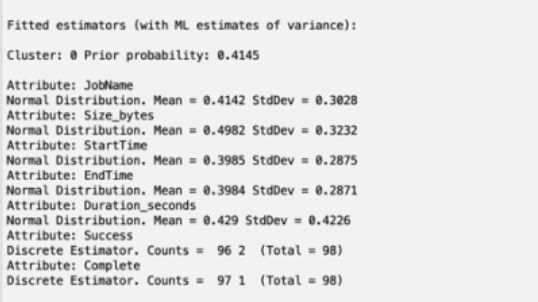 Fitted estimators (with ML estimates of variance):
Cluster: 0 Prior probability: 0.4145
Attribute: JobName
Normal Distribution. Mean = 0.4142 StdDev = 0.3028
Attribute: Size_bytes
Normal Distribution. Mean = 0.4982 StdDev = 0.3232
Attribute: StartTime
Normal Distribution. Mean = 0.3985 StdDev = 0.2875
Attribute: EndTime
Normal Distribution. Mean = 0.3984 StdDev = 0.2871
Attribute: Duration_seconds
Normal Distribution. Mean = 0.429 StdDev = 0.4226
Attribute: Success
Discrete Estimator. Counts =  96 2  (Total = 98)
Attribute: Complete
Discrete Estimator. Counts =  97 1  (Total = 98)